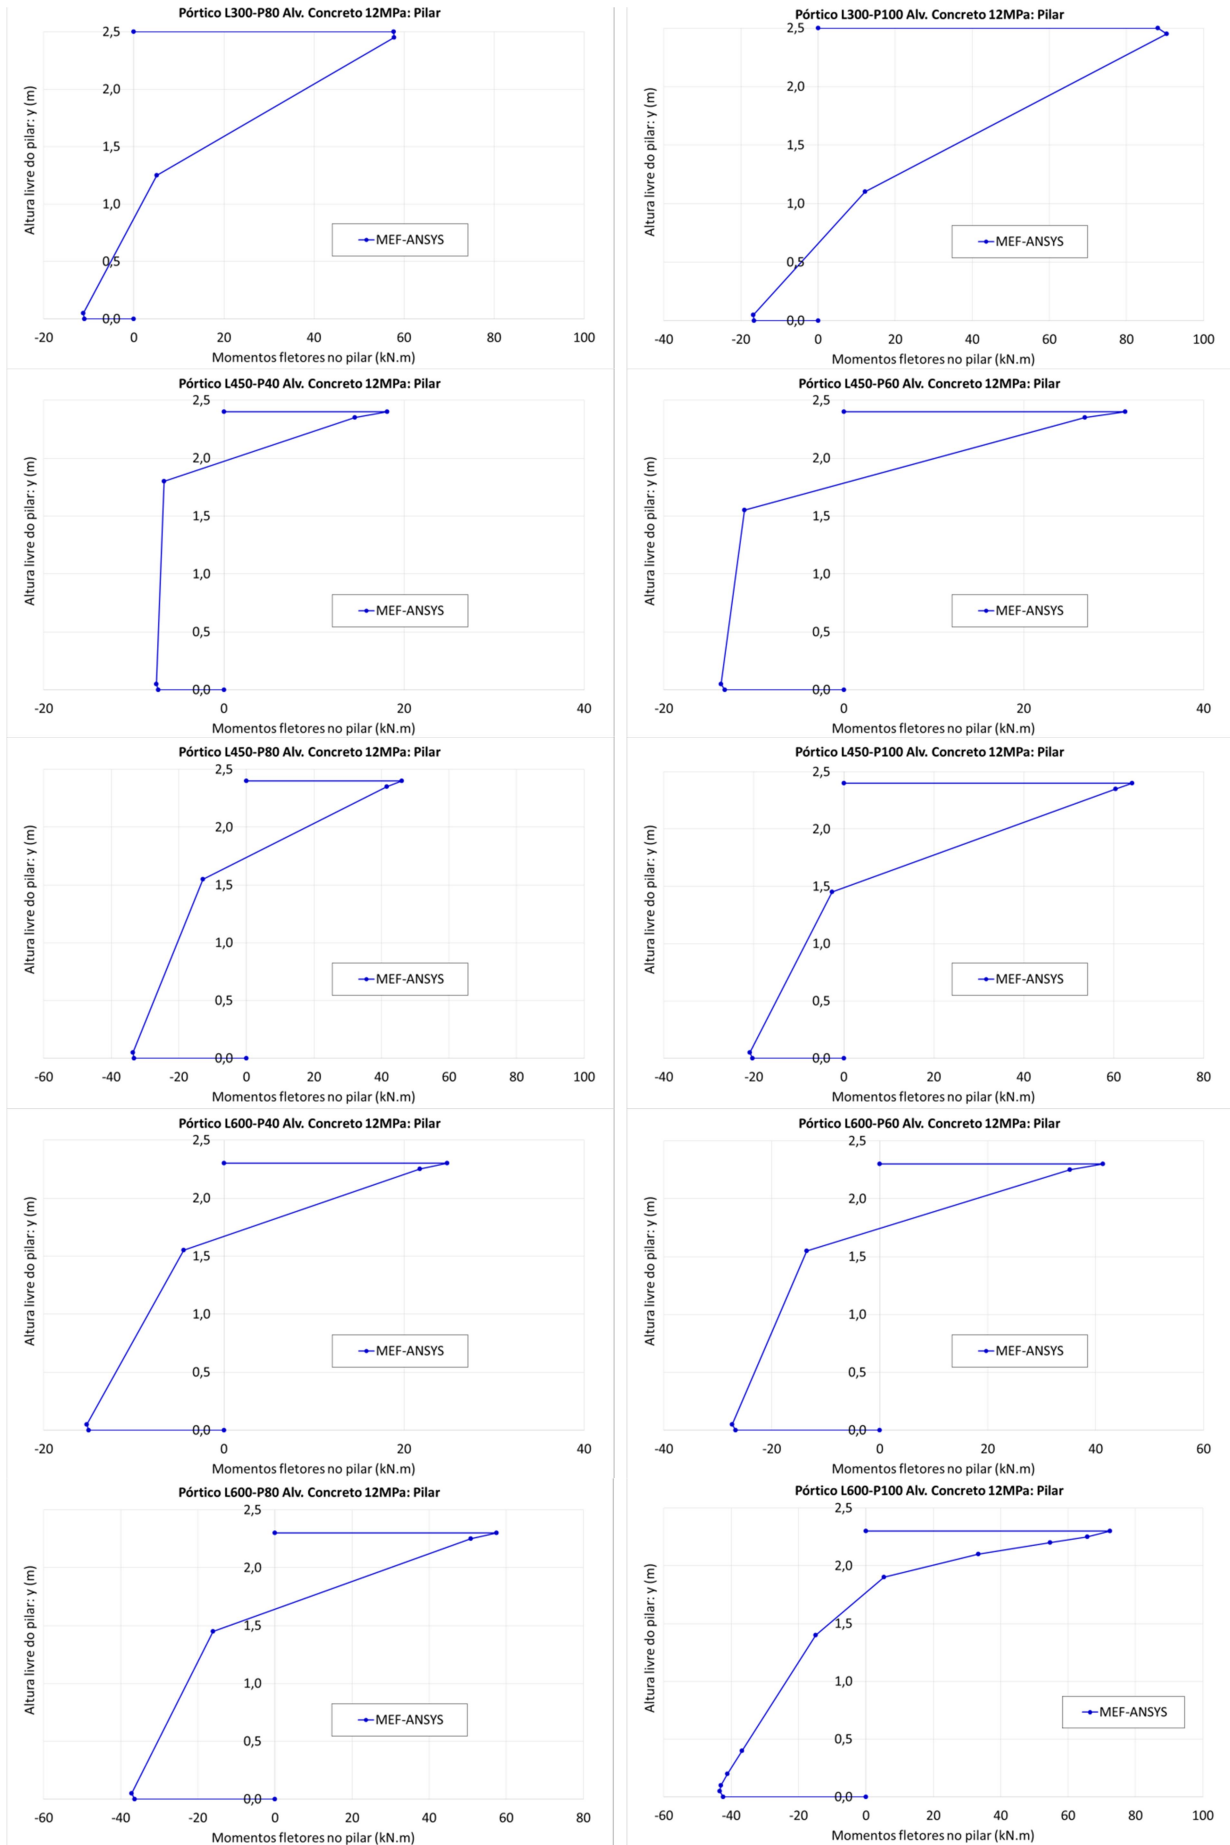 Pórtico L300-P80 Alv. Concreto 12MPa: Pilar
2,5
2,0
1,5
1,0
0,5
0,0
Altura livre do pilar: y (m)
MEF-ANSYS
-20 0 20 40 60 80 100
Momentos fletores no pilar (kN.m)
Pórtico L300-P100 Alv. Concreto 12MPa: Pilar
2,5
2,0
1,5
1,0
0,5
0,0
Altura livre do pilar: y (m)
MEF-ANSYS
-40 -20 0 20 40 60 80 100
Momentos fletores no pilar (kN.m)
Pórtico L450-P40 Alv. Concreto 12MPa: Pilar
2,5
2,0
1,5
1,0
0,5
0,0
Altura livre do pilar: y (m)
MEF-ANSYS
-20 0 20 40
Momentos fletores no pilar (kN.m)
Pórtico L450-P60 Alv. Concreto 12MPa: Pilar
2,5
2,0
1,5
1,0
0,5
0,0
Altura livre do pilar: y (m)
MEF-ANSYS
-20 0 20 40
Momentos fletores no pilar (kN.m)
Pórtico L450-P80 Alv. Concreto 12MPa: Pilar
2,5
2,0
1,5
1,0
0,5
0,0
Altura livre do pilar: y (m)
MEF-ANSYS
-60 -40 -20 0 20 40 60 80 100
Momentos fletores no pilar (kN.m)
Pórtico L450-P100 Alv. Concreto 12MPa: Pilar
2,5
2,0
1,5
1,0
0,5
0,0
Altura livre do pilar: y (m)
MEF-ANSYS
-40 -20 0 20 40 60 80
Momentos fletores no pilar (kN.m)
Pórtico L600-P40 Alv. Concreto 12MPa: Pilar
2,5
2,0
1,5
1,0
0,5
0,0
Altura livre do pilar: y (m)
MEF-ANSYS
-20 0 20 40
Momentos fletores no pilar (kN.m)
Pórtico L600-P60 Alv. Concreto 12MPa: Pilar
2,5
2,0
1,5
1,0
0,5
0,0
Altura livre do pilar: y (m)
MEF-ANSYS
-40 -20 0 20 40 60
Momentos fletores no pilar (kN.m)
Pórtico L600-P80 Alv. Concreto 12MPa: Pilar
2,5
2,0
1,5
1,0
0,5
0,0
Altura livre do pilar: y (m)
MEF-ANSYS
-60 -40 -20 0 20 40 60 80
Momentos fletores no pilar (kN.m)
Pórtico L600-P100 Alv. Concreto 12MPa: Pilar
2,5
2,0
1,5
1,0
0,5
0,0
Altura livre do pilar: y (m)
MEF-ANSYS
-60 -40 -20 0 20 40 60 80 100
Momentos fletores no pilar (kN.m)